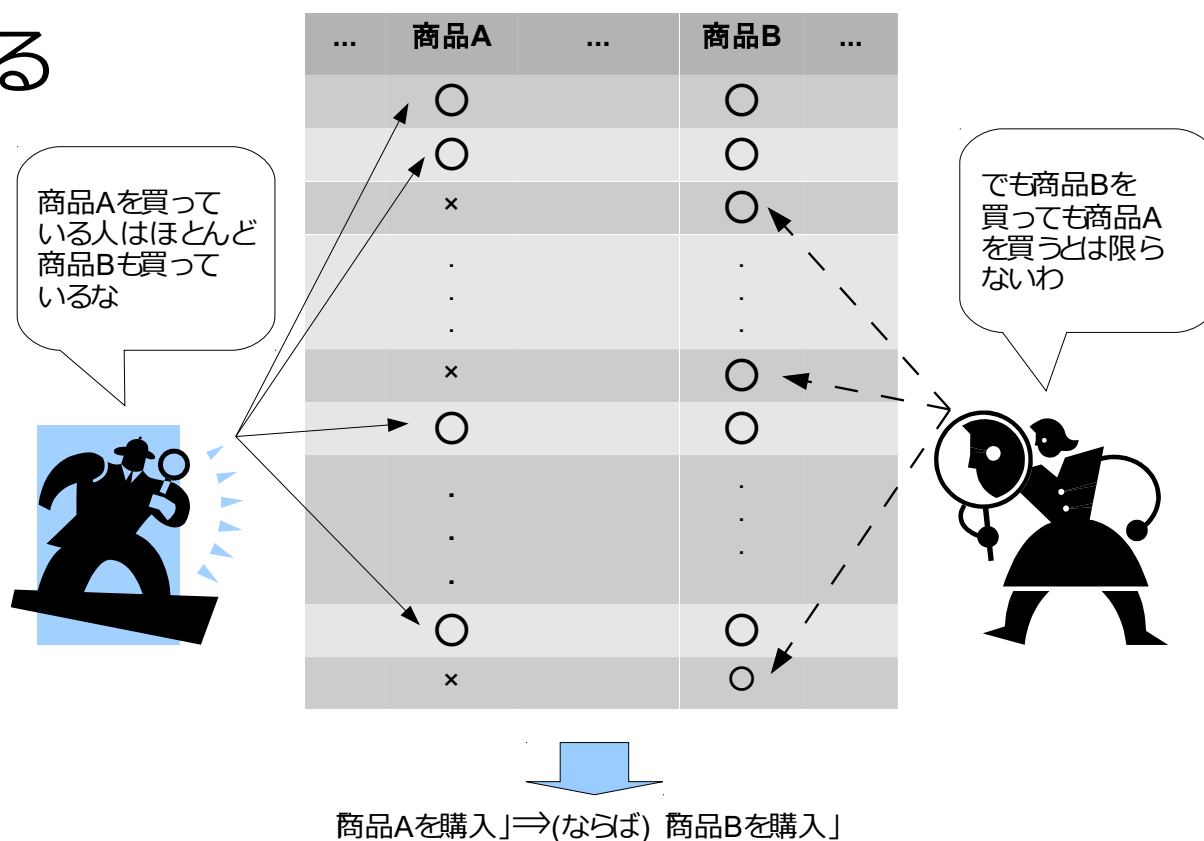 る
... 商品A ... 商品B ...
○ ○
○ ○
× ○
. .
. .
. .
× ○
○ ○
. .
. .
. .
○ ○
× ○
商品Aを買って
いる人はほとんど
商品Bも買って
いるな
でも商品Bを
買っても商品A
を買うとは限ら
ないわ
「商品Aを購入」⇒(ならば)「商品Bを購入」